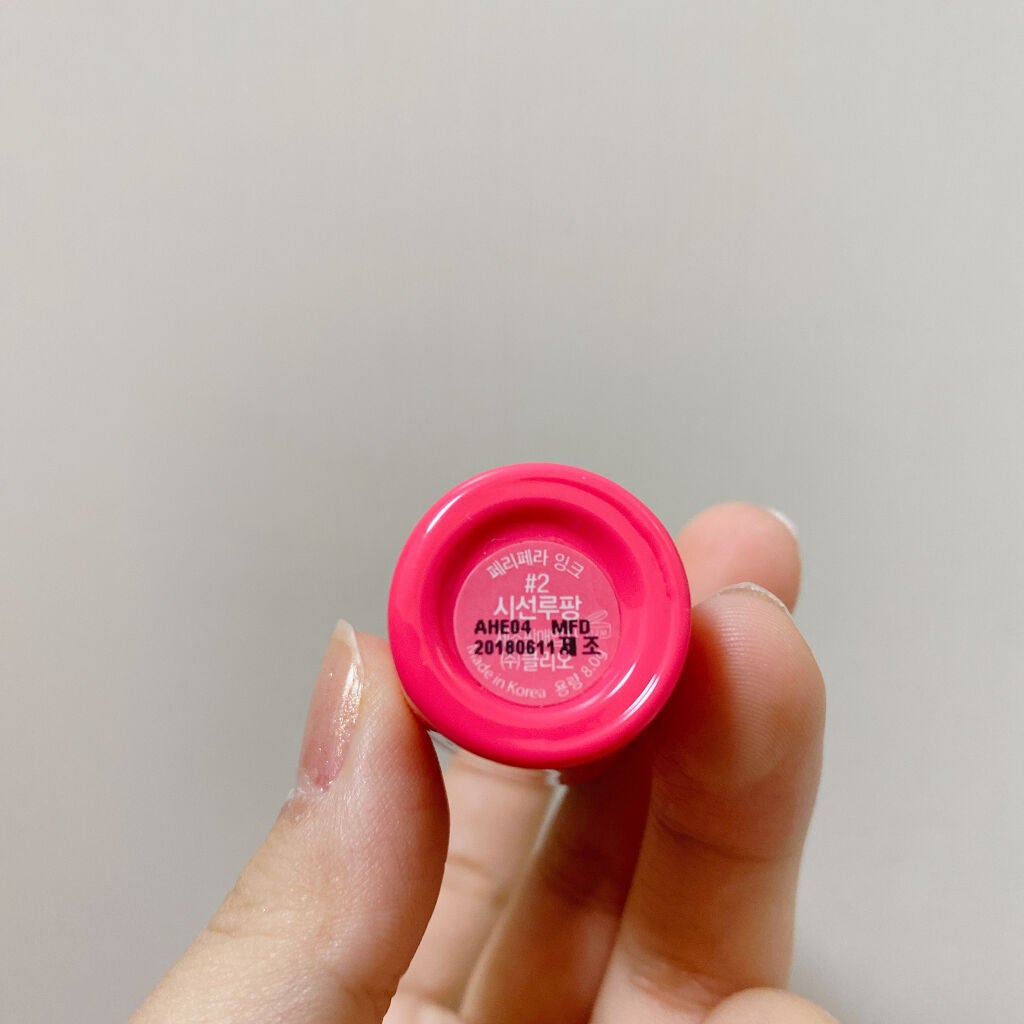 페리페라 잉크
#2
시선루팡
AHE04 MFD
20180611 제조
㈜클리오
Made in Korea 용량 8.0g